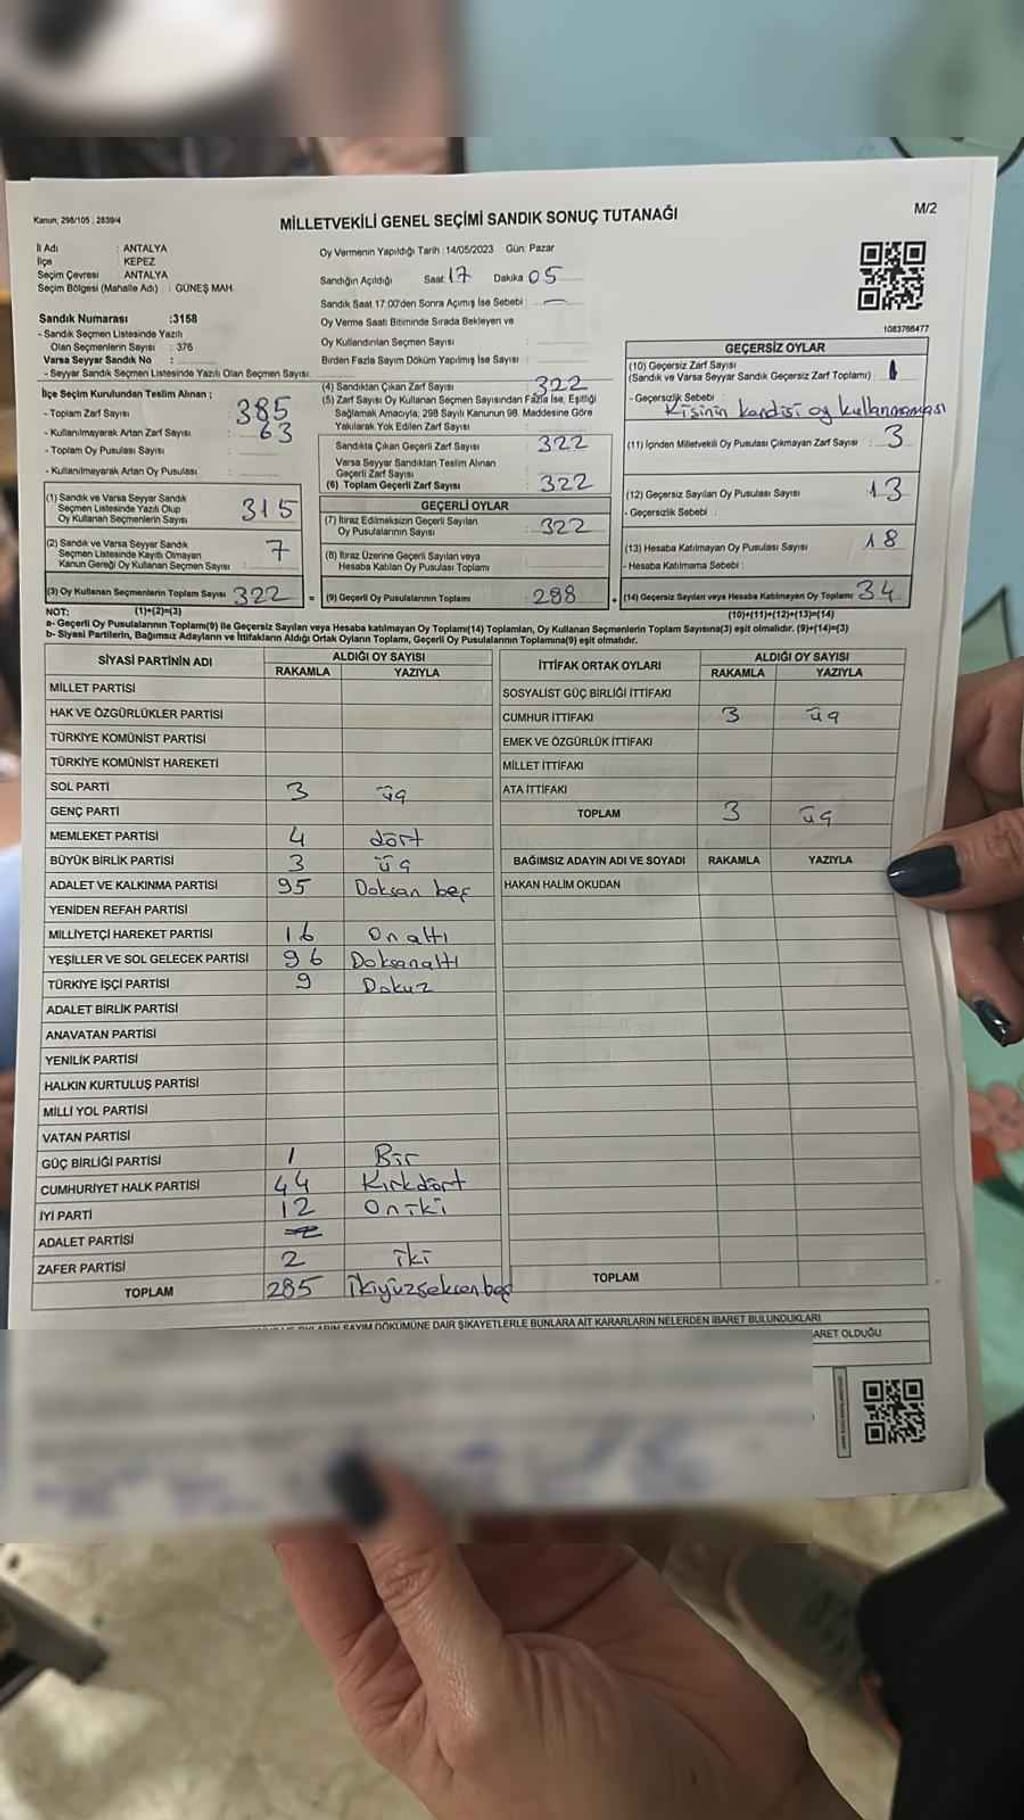 Kanun: 298/105 ; 2839/4
MİLLETVEKİLİ GENEL SEÇİMİ SANDIK SONUÇ TUTANAĞI
M/2
İl Adı : ANTALYA
İlçe : KEPEZ
Seçim Çevresi : ANTALYA
Seçim Bölgesi (Mahalle Adı) : GÜNEŞ MAH.
Sandık Numarası :3158
- Sandık Seçmen Listesinde Yazılı
Olan Seçmenlerin Sayısı : 376
Varsa Seyyar Sandık No :
- Seyyar Sandık Seçmen Listesinde Yazılı Olan Seçmen Sayısı:
Oy Vermenin Yapıldığı Tarih : 14/05/2023 Gün: Pazar
Sandığın Açıldığı Saat: 17 Dakika 05
Sandık Saat 17.00'den Sonra Açılmış İse Sebebi : —
Oy Verme Saati Bitiminde Sırada Bekleyen ve
Oy Kullandırılan Seçmen Sayısı :
Birden Fazla Sayım Döküm Yapılmış İse Sayısı :
1083766477
İlçe Seçim Kurulundan Teslim Alınan ;
- Toplam Zarf Sayısı : 385
- Kullanılmayarak Artan Zarf Sayısı : 63
- Toplam Oy Pusulası Sayısı :
- Kullanılmayarak Artan Oy Pusulası :
(1) Sandık ve Varsa Seyyar Sandık
Seçmen Listesinde Yazılı Olup
Oy Kullanan Seçmenlerin Sayısı 315
(2) Sandık ve Varsa Seyyar Sandık
Seçmen Listesinde Kayıtlı Olmayan
Kanun Gereği Oy Kullanan Seçmen Sayısı : 7
(3) Oy Kullanan Seçmenlerin Toplam Sayısı 322 =
(4) Sandıktan Çıkan Zarf Sayısı 322
(5) Zarf Sayısı Oy Kullanan Seçmen Sayısından Fazla İse, Eşitliği
Sağlamak Amacıyla; 298 Sayılı Kanunun 98. Maddesine Göre
Yakılarak Yok Edilen Zarf Sayısı :
Sandıkta Çıkan Geçerli Zarf Sayısı 322
Varsa Seyyar Sandıktan Teslim Alınan
Geçerli Zarf Sayısı
(6) Toplam Geçerli Zarf Sayısı 322
GEÇERLİ OYLAR
(7) İtiraz Edilmeksizin Geçerli Sayılan
Oy Pusulalarının Sayısı : 322
(8) İtiraz Üzerine Geçerli Sayılan veya
Hesaba Katılan Oy Pusulası Toplamı
(9) Geçerli Oy Pusulalarının Toplamı 288 +
GEÇERSİZ OYLAR
(10) Geçersiz Zarf Sayısı
(Sandık ve Varsa Seyyar Sandık Geçersiz Zarf Toplamı) :
- Geçersizlik Sebebi :
Kişinin kendisi oy kullanmaması
(11) İçinden Milletvekili Oy Pusulası Çıkmayan Zarf Sayısı : 3
(12) Geçersiz Sayılan Oy Pusulası Sayısı : 13
- Geçersizlik Sebebi :
(13) Hesaba Katılmayan Oy Pusulası Sayısı : 18
- Hesaba Katılmama Sebebi :
(14) Geçersiz Sayılan veya Hesaba Katılmayan Oy Toplamı 34
NOT: (1)+(2)=(3)
(10)+(11)+(12)+(13)=(14)
a- Geçerli Oy Pusulaları Toplamı(9) ile Geçersiz Sayılan veya Hesaba katılmayan Oy Toplamı(14) Toplamları, Oy Kullanan Seçmenlerin Toplam Sayısına(3) eşit olmalıdır. (9)+(14)=(3)
b- Siyasi Partilerin, Bağımsız Adayların ve İttifakların Aldığı Ortak Oyların Toplamı, Geçerli Oy Pusulalarının Toplamına(9) eşit olmalıdır.
SİYASİ PARTİNİN ADI ALDIĞI OY SAYISI
RAKAMLA YAZIYLA
MİLLET PARTİSİ
HAK VE ÖZGÜRLÜKLER PARTİSİ
TÜRKİYE KOMÜNİST PARTİSİ
TÜRKİYE KOMÜNİST HAREKETİ
SOL PARTİ 3 üç
GENÇ PARTİ
MEMLEKET PARTİSİ 4 dört
BÜYÜK BİRLİK PARTİSİ 3 üç
ADALET VE KALKINMA PARTİSİ 95 Doksan beş
YENİDEN REFAH PARTİSİ
MİLLİYETÇİ HAREKET PARTİSİ 16 On altı
YEŞİLLER VE SOL GELECEK PARTİSİ 96 Doksanaltı
TÜRKİYE İŞÇİ PARTİSİ 9 Dokuz
ADALET BİRLİK PARTİSİ
ANAVATAN PARTİSİ
YENİLİK PARTİSİ
HALKIN KURTULUŞ PARTİSİ
MİLLİ YOL PARTİSİ
VATAN PARTİSİ
GÜÇ BİRLİĞİ PARTİSİ 1 Bir
CUMHURİYET HALK PARTİSİ 44 Kırkdört
İYİ PARTİ 12 Oniki
ADALET PARTİSİ
ZAFER PARTİSİ 2 iki
TOPLAM 285 İkiyüzseksenbeş
İTTİFAK ORTAK OYLARI ALDIĞI OY SAYISI
RAKAMLA YAZIYLA
SOSYALİST GÜÇ BİRLİĞİ İTTİFAKI
CUMHUR İTTİFAKI 3 üç
EMEK VE ÖZGÜRLÜK İTTİFAKI
MİLLET İTTİFAKI
ATA İTTİFAKI
TOPLAM 3 üç
BAĞIMSIZ ADAYIN ADI VE SOYADI RAKAMLA YAZIYLA
HAKAN HALİM OKUDAN
TOPLAM
SAYIM DÖKÜMÜNE DAİR ŞİKAYETLERLE BUNLARA AİT KARARLARIN NELERDEN İBARET BULUNDUKLARI
OLDUĞU